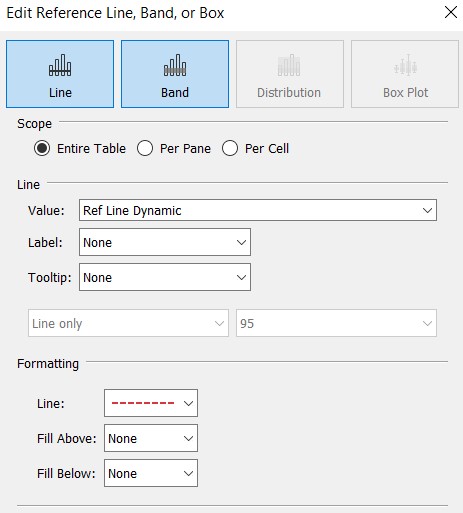 Edit Reference Line, Band, or Box
Line Band Distribution Box Plot
Scope
Entire Table Per Pane Per Cell
Line
Value: Ref Line Dynamic
Label: None
Tooltip: None
Line only 95
Formatting
Line:
Fill Above: None
Fill Below: None